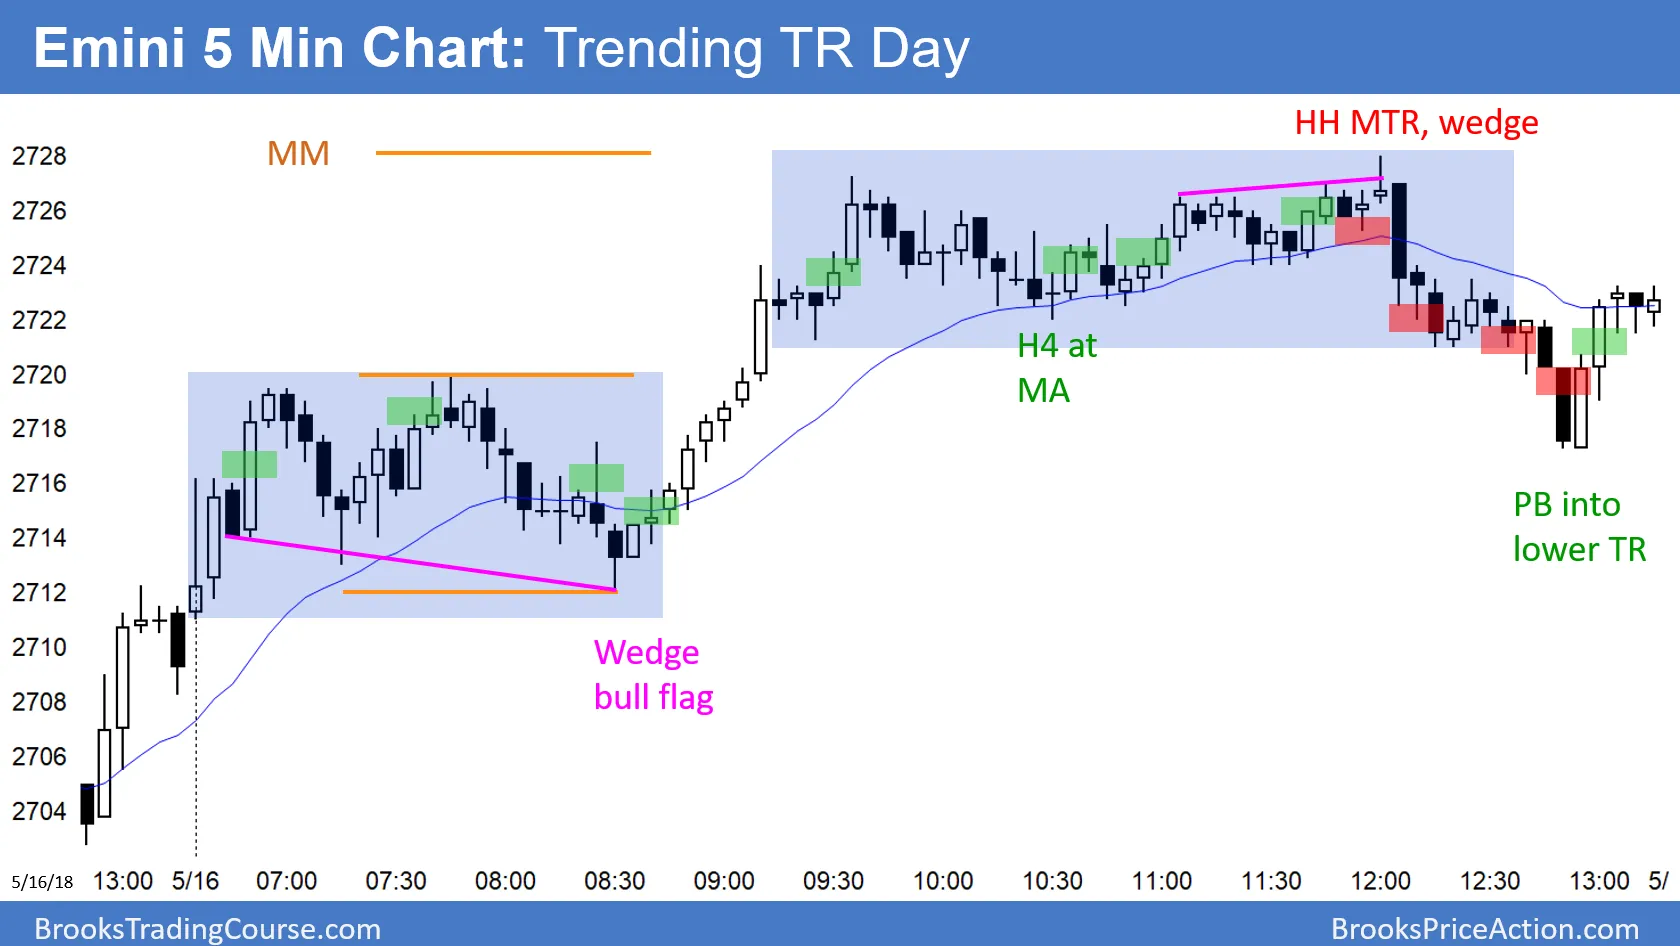 Emini 5 Min Chart: Trending TR Day
HH MTR, wedge
MM
2728
2726
2724
2722
2720
2718
2716
2714
2712
2710
2708
2706
2704
H4 at
MA
PB into
lower TR
Wedge
bull flag
5/16/18 13:00 5/16 07:00 07:30 08:00 08:30 09:00 09:30 10:00 10:30 11:00 11:30 12:00 12:30 13:00 5/
BrooksTradingCourse.com
BrooksPriceAction.com